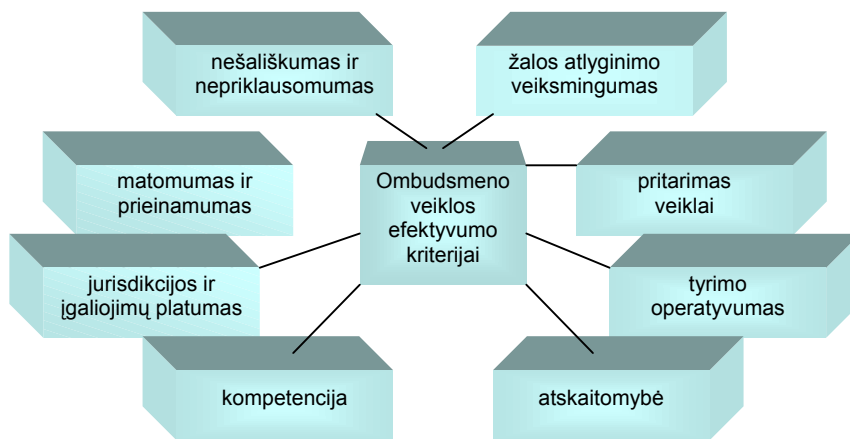 nešališkumas ir
nepriklausomumas
žalos atlyginimo
veiksmingumas
matomumas ir
prieinamumas
Ombudsmeno
veiklos
efektyvumo
kriterijai
pritarimas
veiklai
jurisdikcijos ir
įgaliojimų platumas
tyrimo
operatyvumas
kompetencija
atskaitomybė